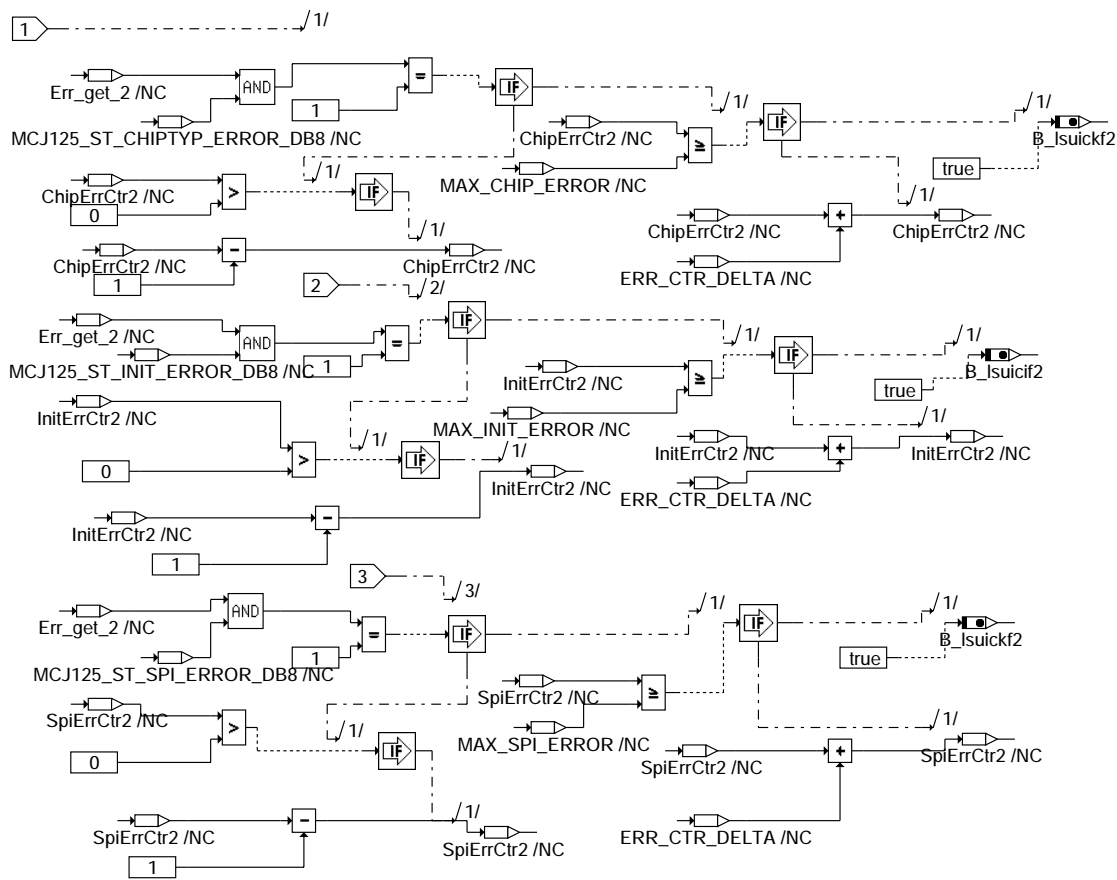 1
/1/
Err_get_2 /NC
AND
=
1
IF
/1/
MCJ125_ST_CHIPTYP_ERROR_DB8 /NC
ChipErrCtr2 /NC
≥
IF
/1/
B_lsuickf2
true
MAX_CHIP_ERROR /NC
/1/
ChipErrCtr2 /NC
>
0
IF
/1/
/1/
ChipErrCtr2 /NC
+
ChipErrCtr2 /NC
ERR_CTR_DELTA /NC
ChipErrCtr2 /NC
-
1
ChipErrCtr2 /NC
2
/2/
Err_get_2 /NC
AND
=
1
IF
/1/
MCJ125_ST_INIT_ERROR_DB8 /NC
InitErrCtr2 /NC
≥
IF
/1/
B_lsuicif2
true
MAX_INIT_ERROR /NC
/1/
InitErrCtr2 /NC
>
0
/1/
IF
/1/
InitErrCtr2 /NC
+
InitErrCtr2 /NC
ERR_CTR_DELTA /NC
InitErrCtr2 /NC
-
1
InitErrCtr2 /NC
3
/3/
Err_get_2 /NC
AND
=
1
IF
/1/
MCJ125_ST_SPI_ERROR_DB8 /NC
SpiErrCtr2 /NC
≥
IF
/1/
B_lsuickf2
true
MAX_SPI_ERROR /NC
/1/
SpiErrCtr2 /NC
>
0
/1/
IF
SpiErrCtr2 /NC
+
SpiErrCtr2 /NC
ERR_CTR_DELTA /NC
SpiErrCtr2 /NC
-
1
/1/
SpiErrCtr2 /NC